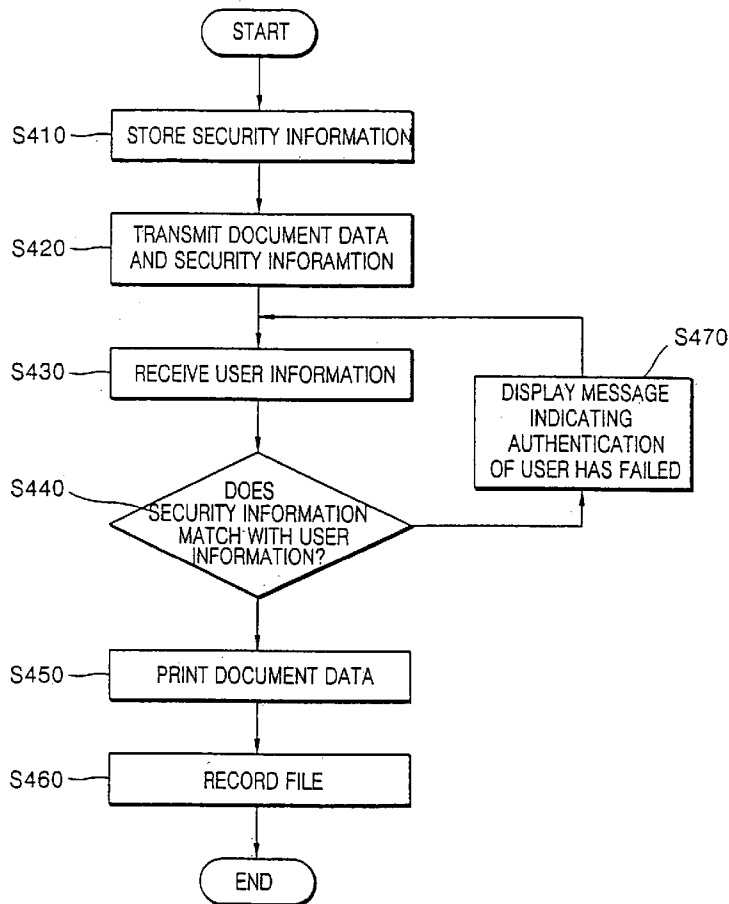 START
S410
STORE SECURITY INFORMATION
S420
TRANSMIT DOCUMENT DATA
AND SECURITY INFORAMTION
S430
RECEIVE USER INFORMATION
S470
DISPLAY MESSAGE
INDICATING
AUTHENTICATION
OF USER HAS FAILED
S440
DOES
SECURITY INFORMATION
MATCH WITH USER
INFORMATION?
S450
PRINT DOCUMENT DATA
S460
RECORD FILE
END